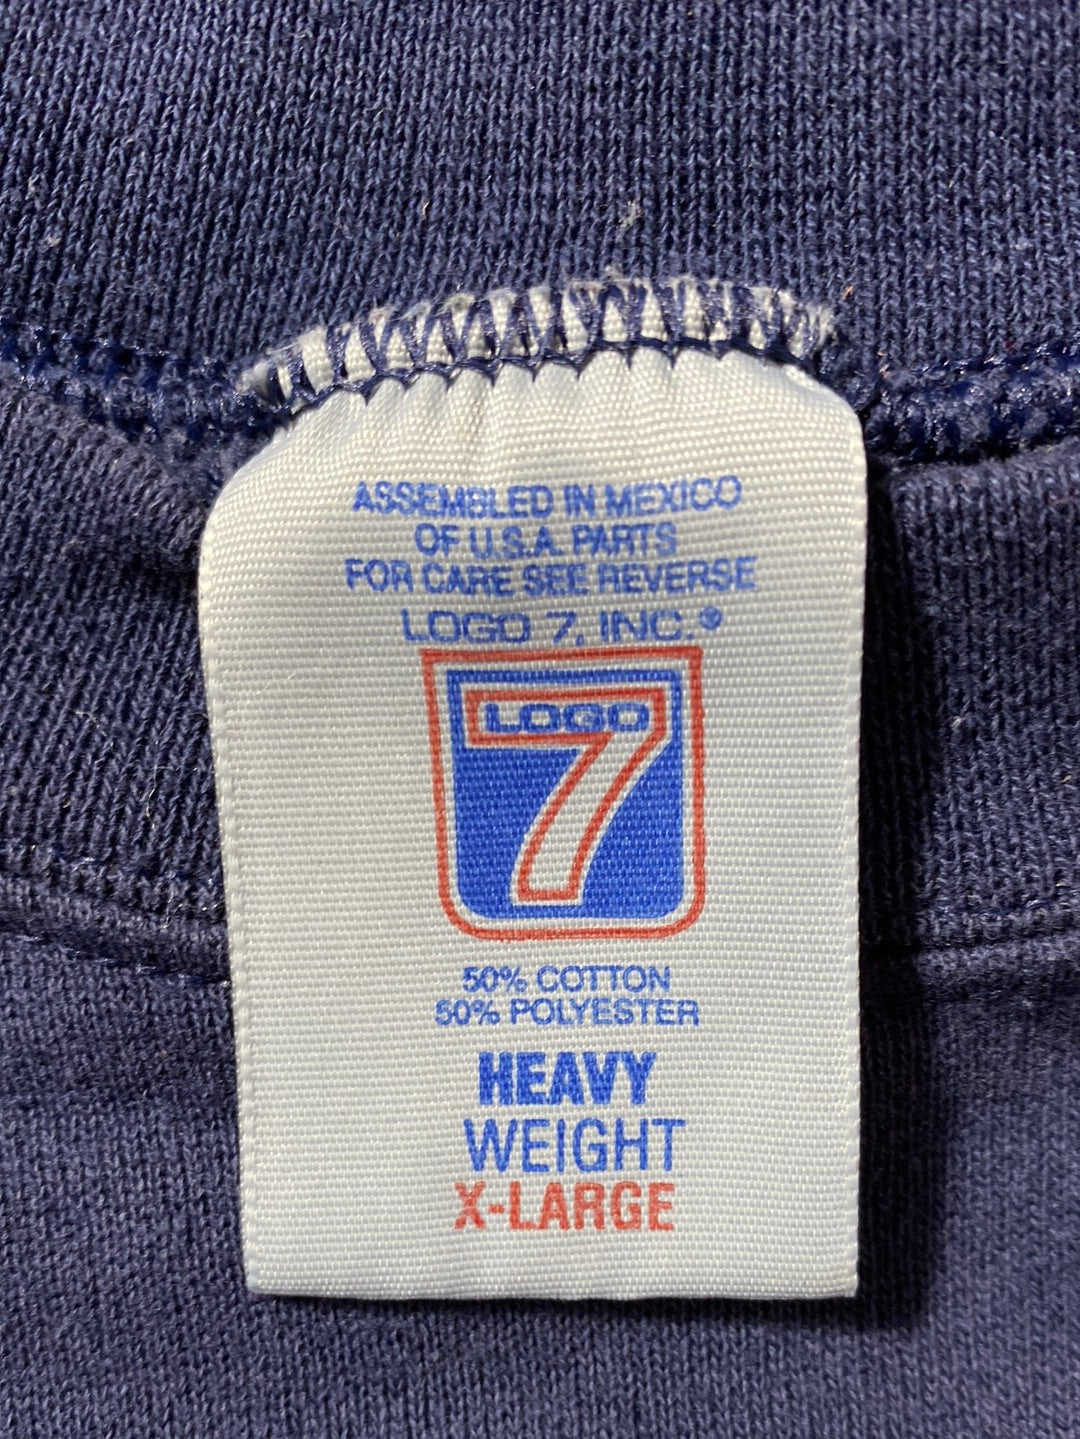 ASSEMBLED IN MEXICO
OF U.S.A. PARTS
FOR CARE SEE REVERSE
LOGO 7, INC.®
LOGO
7
50% COTTON
50% POLYESTER
HEAVY
WEIGHT
X-LARGE